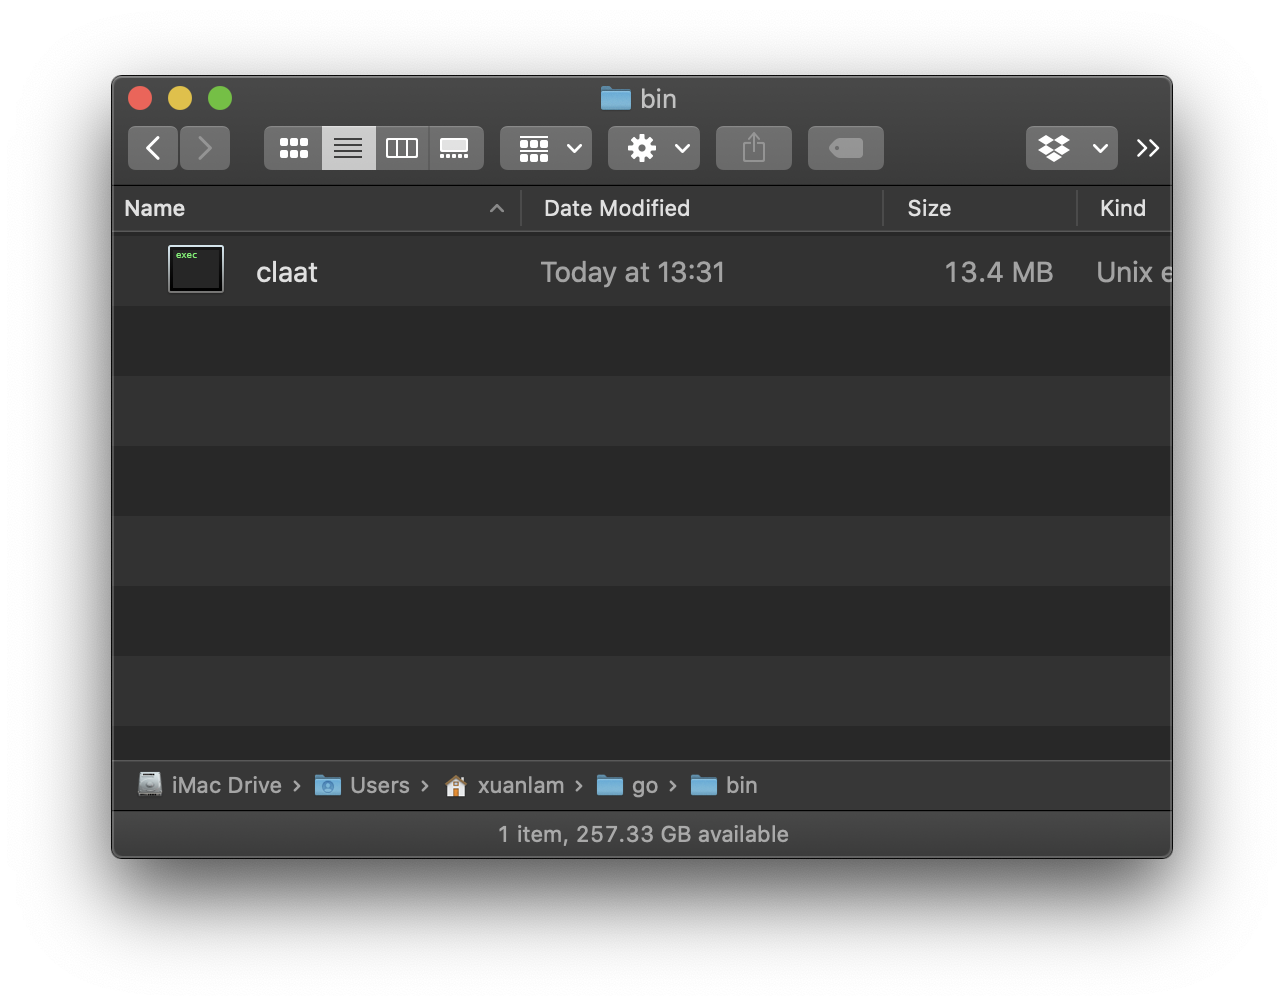 bin
Name Date Modified Size Kind
exec
claat Today at 13:31 13.4 MB Unix e
iMac Drive › Users › xuanlam › go › bin
1 item, 257.33 GB available